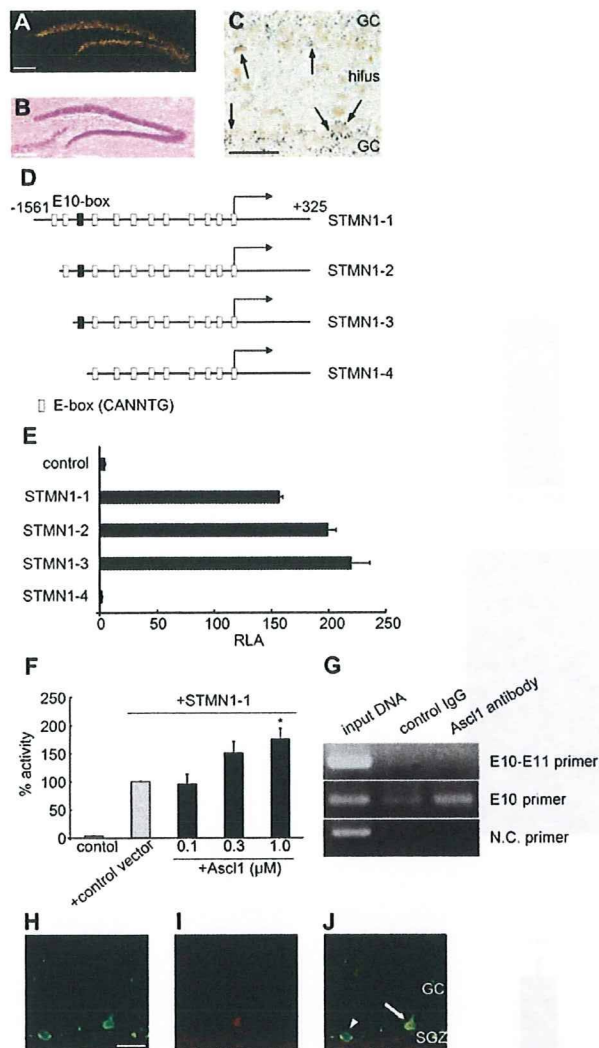 A
C
GC
hifus
GC
B
D
E10-box
-1561
+325
STMN1-1
STMN1-2
STMN1-3
STMN1-4
E-box (CANNTG)
E
control
STMN1-1
STMN1-2
STMN1-3
STMN1-4
0 50 100 150 200 250
RLA
F
+STMN1-1
% activity
250
200
150
100
50
0
*
contol
+control vector
0.1 0.3 1.0
+Ascl1 (µM)
G
input DNA
control IgG
Ascl1 antibody
E10-E11 primer
E10 primer
N.C. primer
H
I
J
GC
SGZ